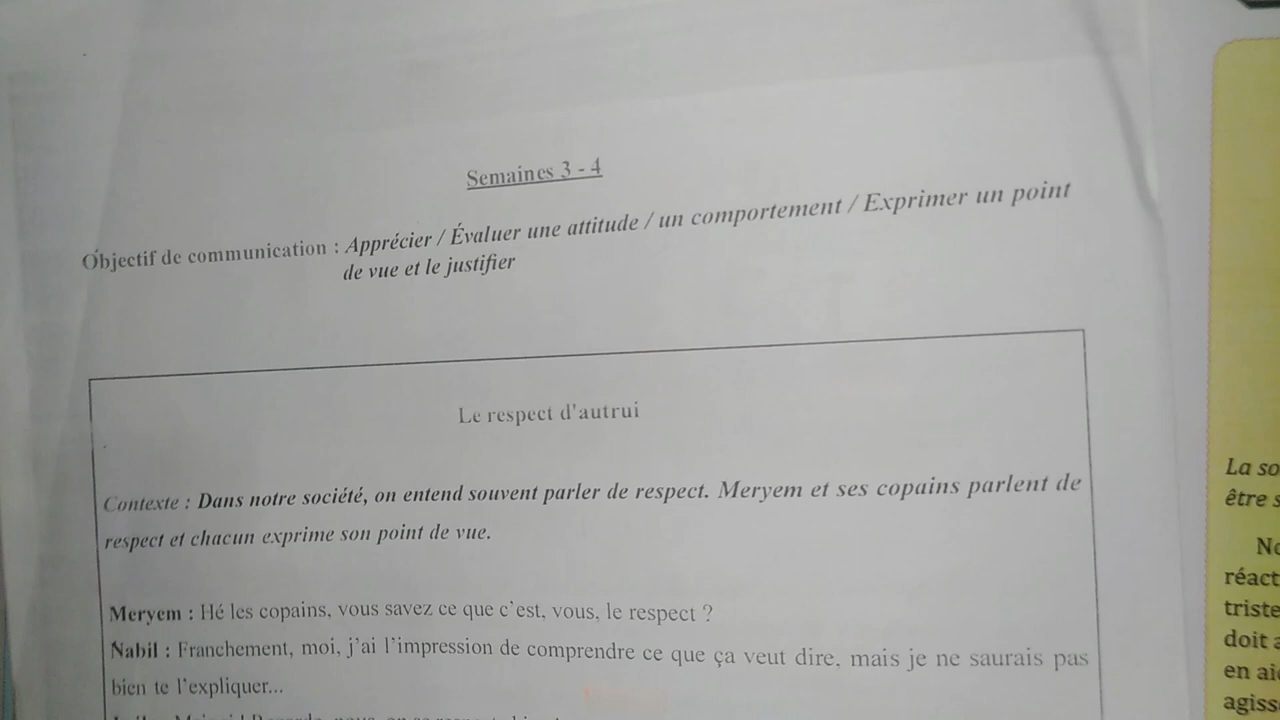 Semaines 3 - 4
Objectif de communication : Apprécier / Évaluer une attitude / un comportement / Exprimer un point
de vue et le justifier
Le respect d'autrui
Contexte : Dans notre société, on entend souvent parler de respect. Meryem et ses copains parlent de
respect et chacun exprime son point de vue.
Meryem : Hé les copains, vous savez ce que c'est, vous, le respect ?
Nabil : Franchement, moi, j'ai l'impression de comprendre ce que ça veut dire, mais je ne saurais pas
bien te l'expliquer...
La so
être s
No
réact
triste
doit a
en aid
agiss